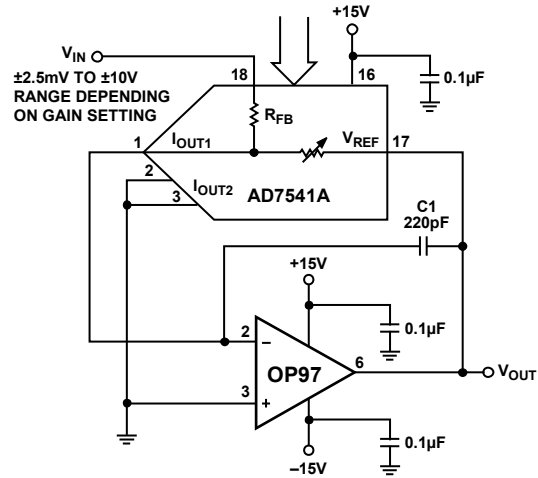 +15V
V_IN
±2.5mV TO ±10V
RANGE DEPENDING
ON GAIN SETTING
18
16
0.1µF
R_FB
1
I_OUT1
V_REF
17
2
I_OUT2
3
AD7541A
C1
220pF
+15V
0.1µF
2
–
OP97
6
V_OUT
3
+
0.1µF
–15V